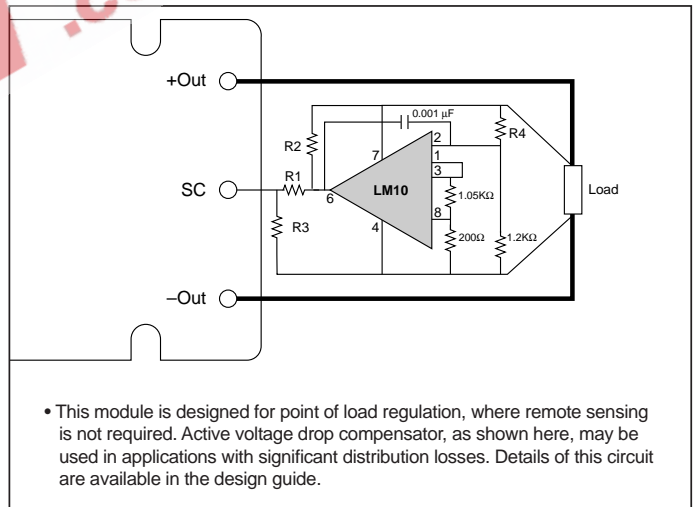 +Out
0.001 µF
R2
R4
2
7
1
3
R1
SC
LM10
Load
6
1.05KΩ
8
R3
4
200Ω
1.2KΩ
–Out
• This module is designed for point of load regulation, where remote sensing
is not required. Active voltage drop compensator, as shown here, may be
used in applications with significant distribution losses. Details of this circuit
are available in the design guide.